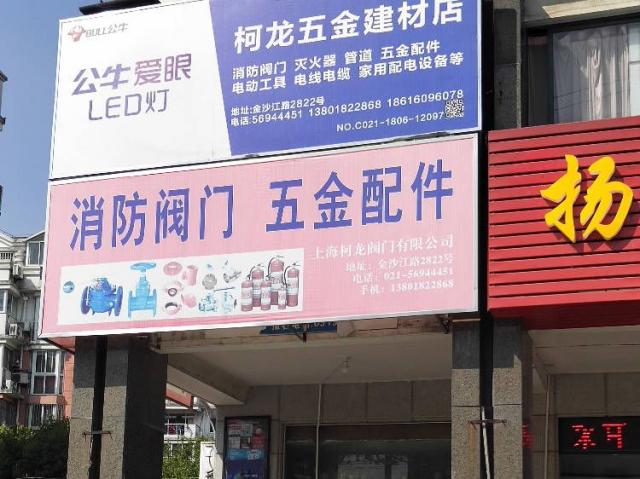 BULL公牛
公牛爱眼
LED灯
柯龙五金建材店
消防阀门 灭火器 管道 五金配件
电动工具 电线电缆 家用配电设备等
地址:金沙江路2822号
电话:56944451 13801822868 18616096078
NO.C021-1806-12097
消防阀门 五金配件
上海柯龙阀门有限公司
地址：金沙江路2822号
电话：021-56944451
手机：13801822868
扬